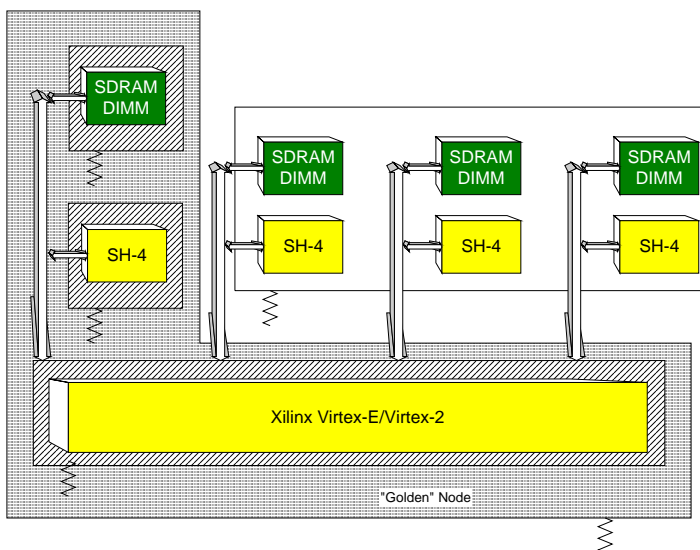 SDRAM
DIMM
SDRAM
DIMM
SDRAM
DIMM
SDRAM
DIMM
SH-4
SH-4
SH-4
SH-4
Xilinx Virtex-E/Virtex-2
"Golden" Node